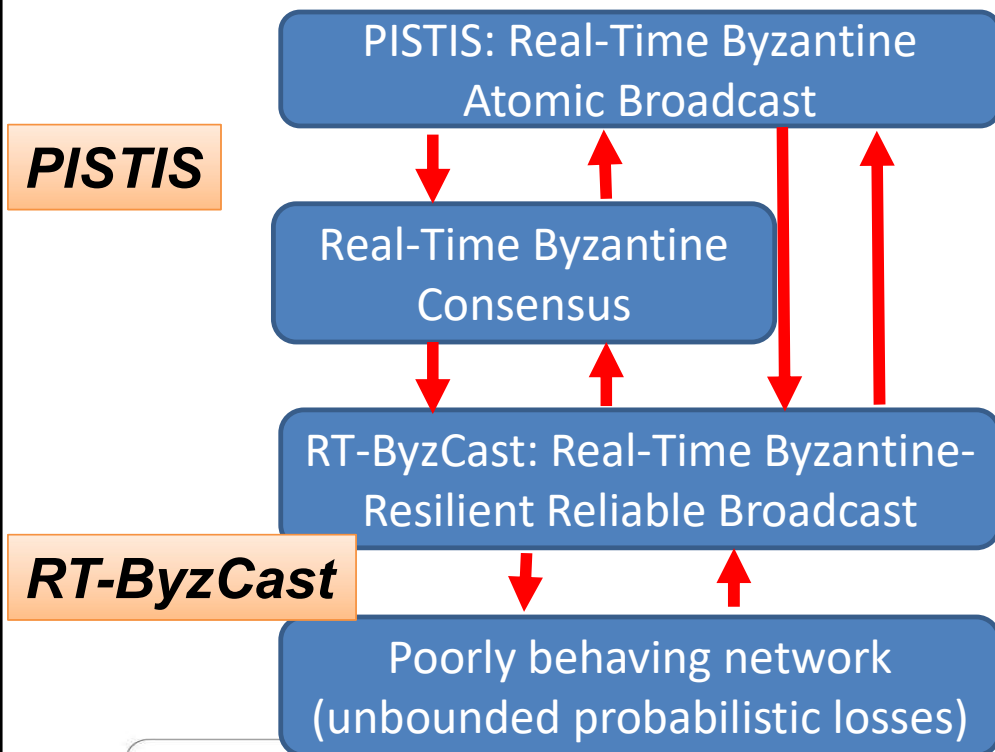 PISTIS: Real-Time Byzantine
Atomic Broadcast
PISTIS
Real-Time Byzantine
Consensus
RT-ByzCast: Real-Time Byzantine-
Resilient Reliable Broadcast
RT-ByzCast
Poorly behaving network
(unbounded probabilistic losses)